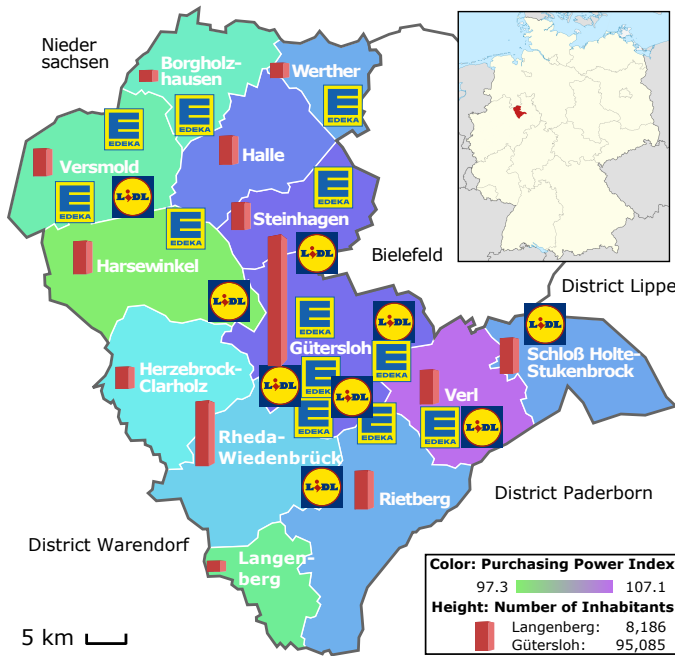 Nieder
sachsen
Borgholz-
hausen
Werther
E
EDEKA
E
EDEKA
E
EDEKA
Halle
Versmold
E
EDEKA
LiDL
E
EDEKA
Steinhagen
E
EDEKA
Harsewinkel
LiDL
Bielefeld
District Lippe
LiDL
E
EDEKA
LiDL
LiDL
Gütersloh
E
EDEKA
Schloß Holte-
Stukenbrock
Herzebrock-
Clarholz
LiDL
E
EDEKA
LiDL
Verl
E
EDEKA
E
EDEKA
E
EDEKA
LiDL
Rheda-
Wiedenbrück
LiDL
Rietberg
District Paderborn
District Warendorf
Langen-
berg
5 km
Color: Purchasing Power Index
97.3 107.1
Height: Number of Inhabitants
Langenberg: 8,186
Gütersloh: 95,085